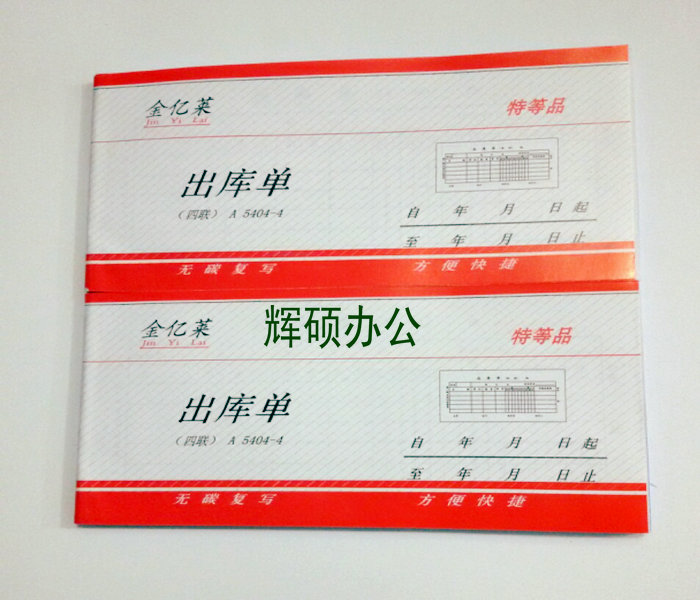 金亿莱
Jin Yi Lai
特等品
出库单
（四联） A 5404-4
自 年 月 日 起
至 年 月 日 止
无碳复写
方便快捷
辉硕办公
金亿莱
Jin Yi Lai
特等品
出库单
（四联） A 5404-4
自 年 月 日 起
至 年 月 日 止
无碳复写
方便快捷